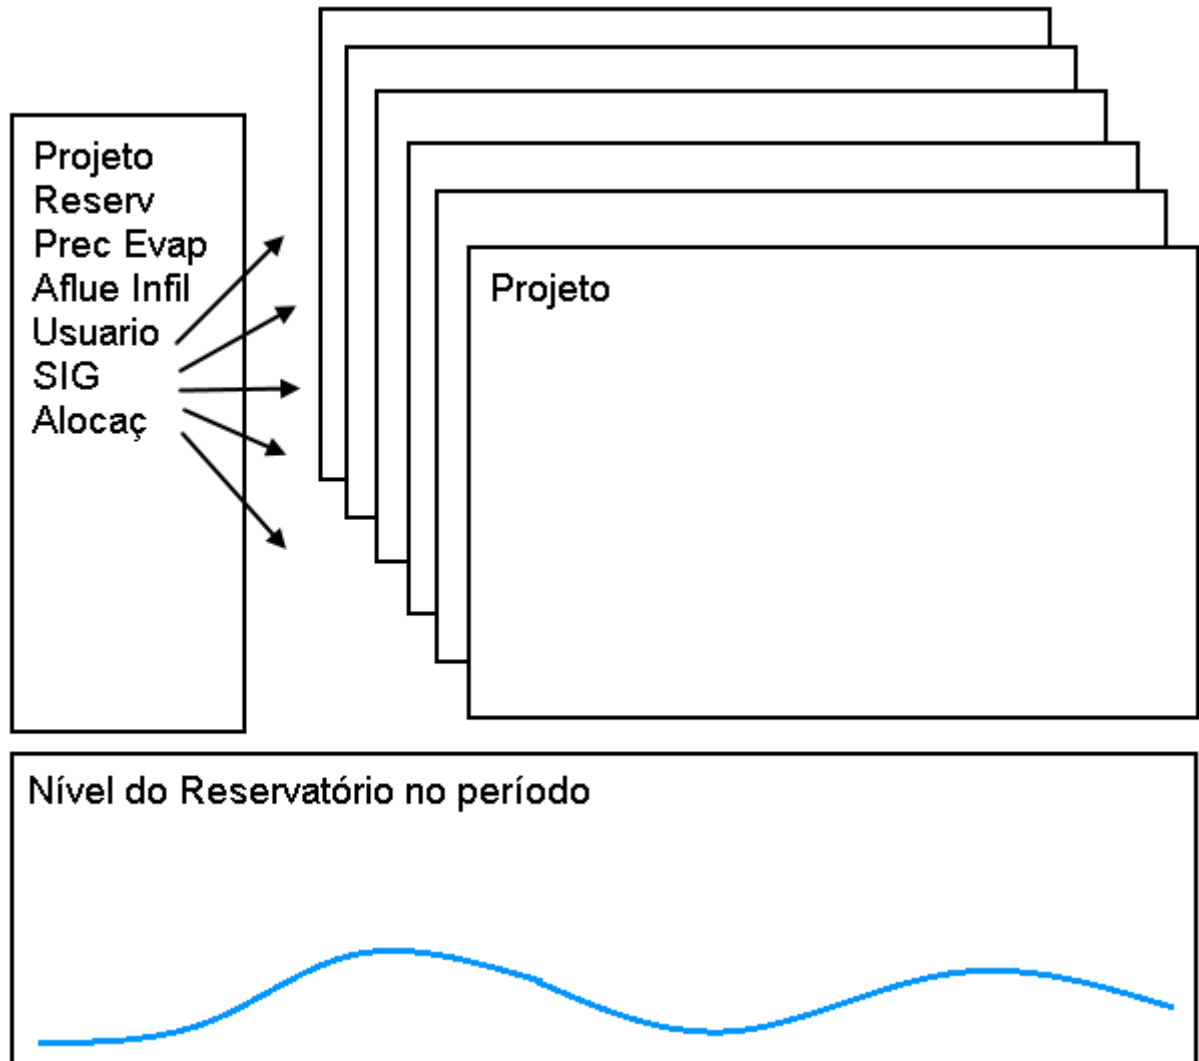 Projeto
Reserv
Prec Evap
Aflue Infil
Usuario
SIG
Alocaç
Projeto
Nível do Reservatório no período